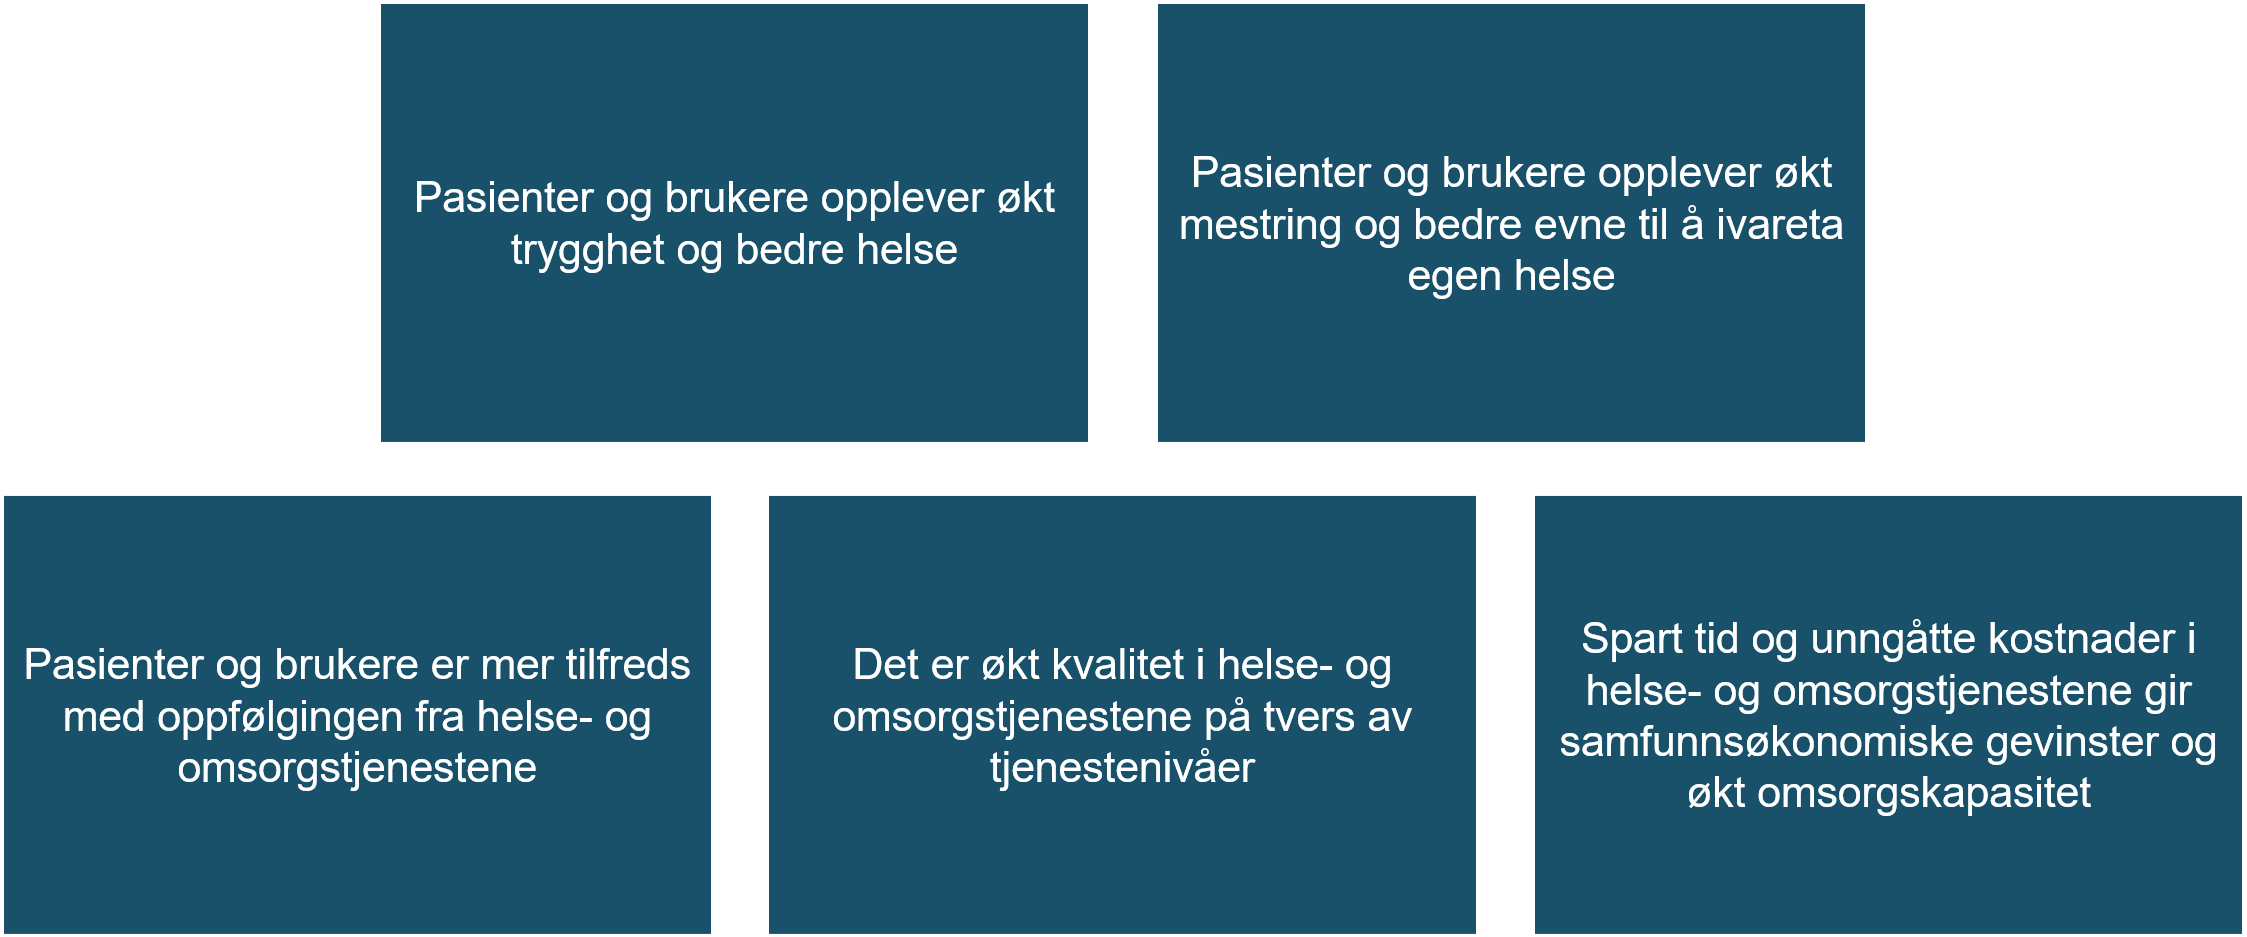 Pasienter og brukere opplever økt
trygghet og bedre helse
Pasienter og brukere opplever økt
mestring og bedre evne til å ivareta
egen helse
Pasienter og brukere er mer tilfreds
med oppfølgingen fra helse- og
omsorgstjenestene
Det er økt kvalitet i helse- og
omsorgstjenestene på tvers av
tjenestenivåer
Spart tid og unngåtte kostnader i
helse- og omsorgstjenestene gir
samfunnsøkonomiske gevinster og
økt omsorgskapasitet